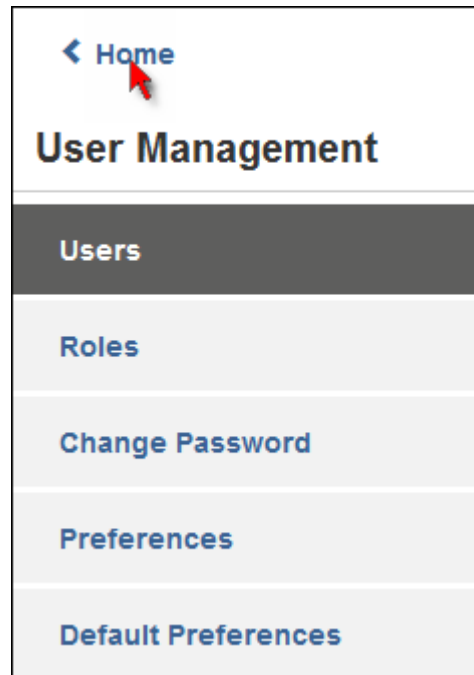 Home
User Management
Users
Roles
Change Password
Preferences
Default Preferences